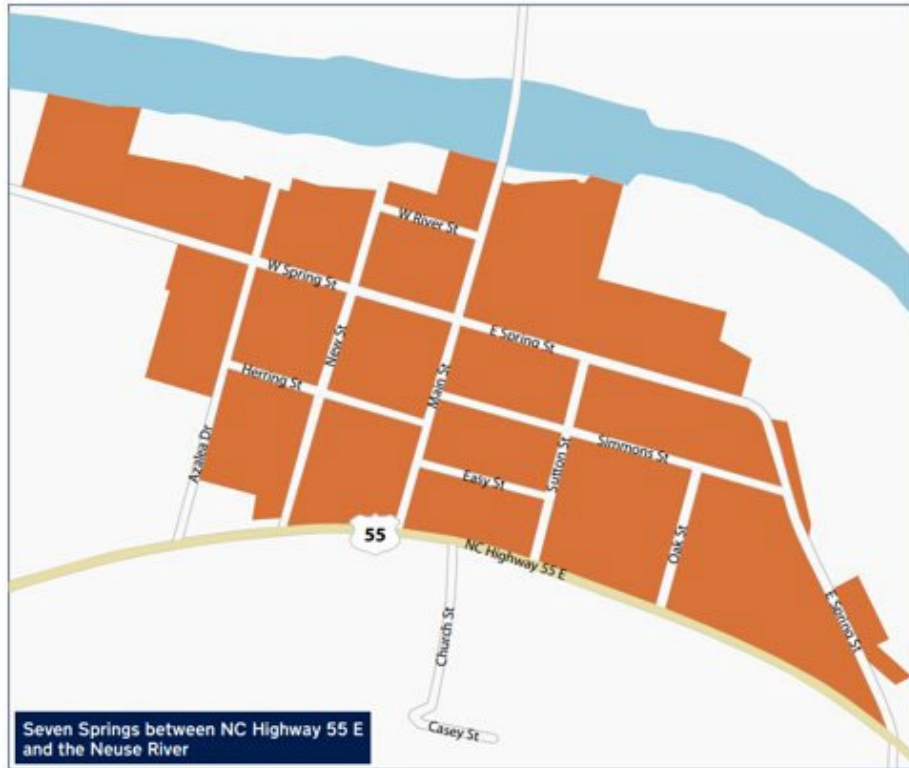 W River St
W Spring St
E Spring St
New St
Main St
Herring St
Azalea Dr
Simmons St
Sutton St
Easy St
Oak St
55
NC Highway 55 E
E Spring St
Church St
Casey St
Seven Springs between NC Highway 55 E
and the Neuse River